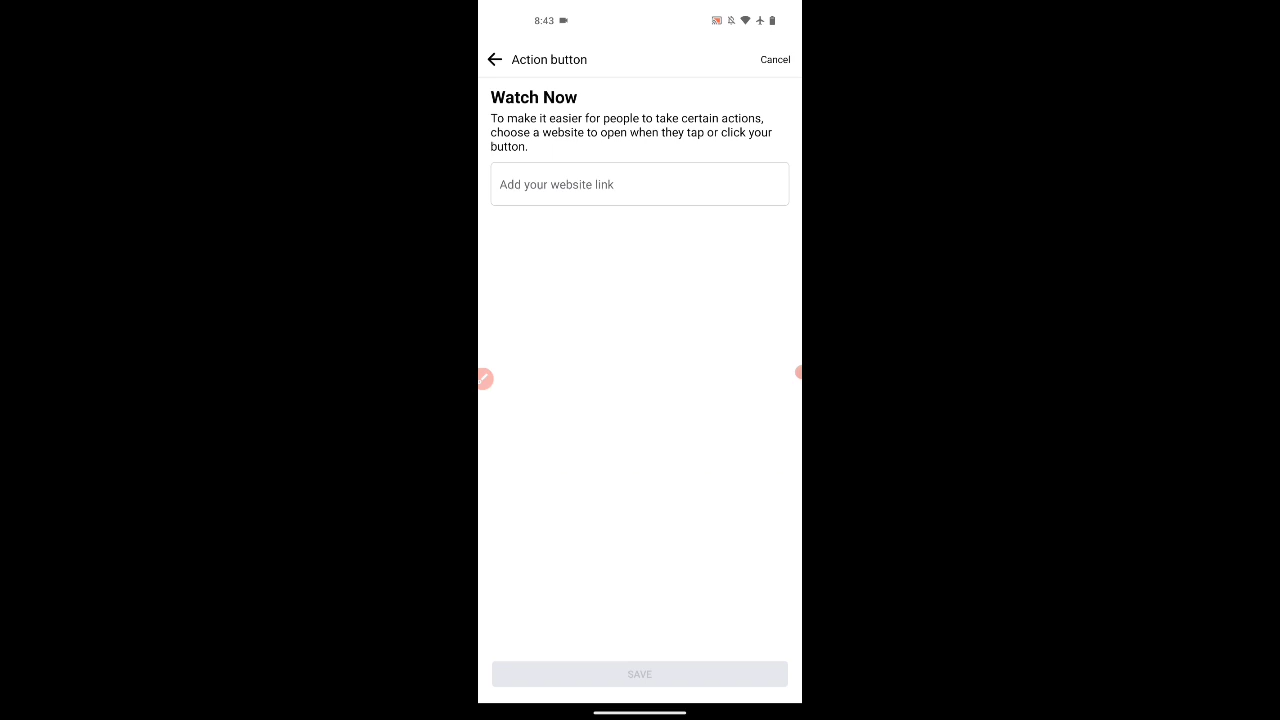 8:43
Action button
Cancel
Watch Now
To make it easier for people to take certain actions,
choose a website to open when they tap or click your
button.
Add your website link
SAVE